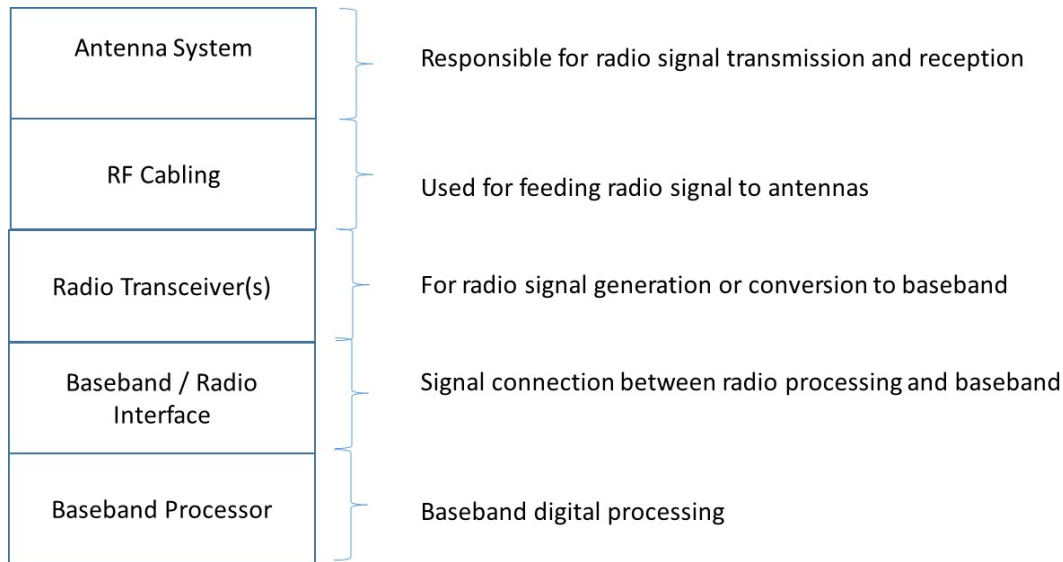 Antenna System
Responsible for radio signal transmission and reception
RF Cabling
Used for feeding radio signal to antennas
Radio Transceiver(s)
For radio signal generation or conversion to baseband
Baseband / Radio
Interface
Signal connection between radio processing and baseband
Baseband Processor
Baseband digital processing